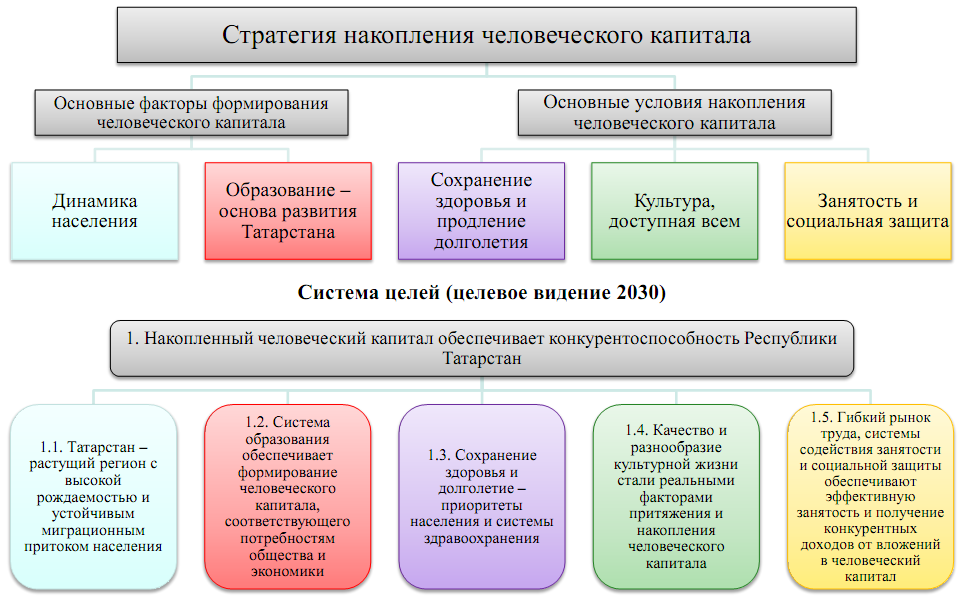 Стратегия накопления человеческого капитала
Основные факторы формирования
человеческого капитала
Основные условия накопления
человеческого капитала
Динамика
населения
Образование –
основа развития
Татарстана
Сохранение
здоровья и
продление
долголетия
Культура,
доступная всем
Занятость и
социальная защита
Система целей (целевое видение 2030)
1. Накопленный человеческий капитал обеспечивает конкурентоспособность Республики
Татарстан
1.1. Татарстан –
растущий регион с
высокой
рождаемостью и
устойчивым
миграционным
притоком населения
1.2. Система
образования
обеспечивает
формирование
человеческого
капитала,
соответствующего
потребностям
общества и
экономики
1.3. Сохранение
здоровья и
долголетие –
приоритеты
населения и системы
здравоохранения
1.4. Качество и
разнообразие
культурной жизни
стали реальными
факторами
притяжения и
накопления
человеческого
капитала
1.5. Гибкий рынок
труда, системы
содействия занятости
и социальной защиты
обеспечивают
эффективную
занятость и получение
конкурентных
доходов от вложений
в человеческий
капитал